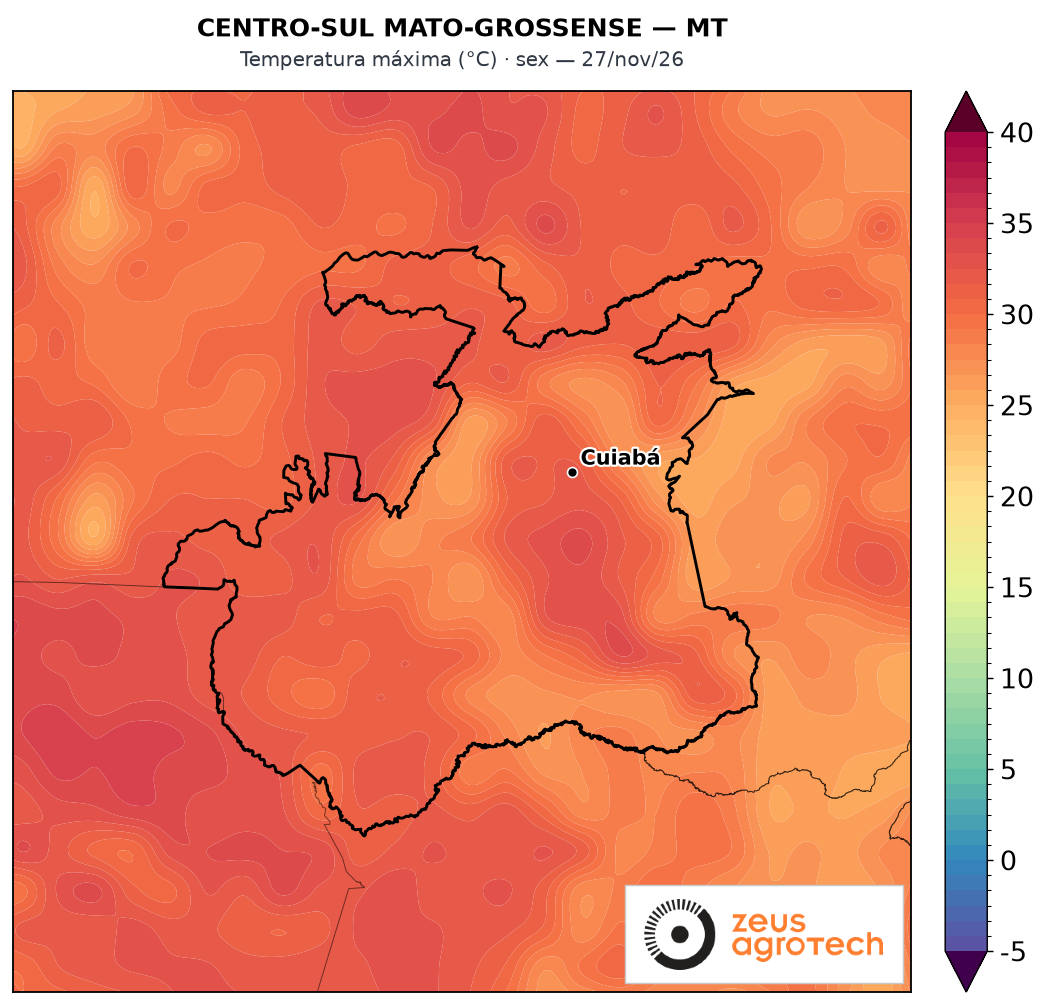 CENTRO-SUL MATO-GROSSENSE — MT
Temperatura máxima (°C) · sex — 27/nov/26
40
35
30
25
20
15
10
5
0
-5
Cuiabá
zeus
agrotech